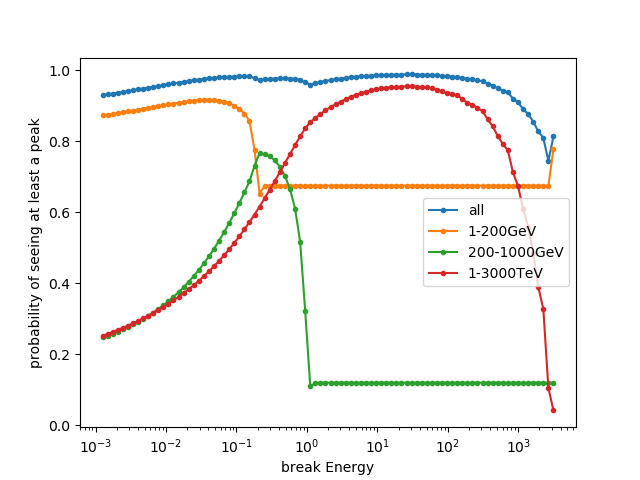 1.0
0.8
0.6
0.4
0.2
0.0
probability of seeing at least a peak
all
1-200GeV
200-1000GeV
1-3000TeV
10⁻³ 10⁻² 10⁻¹ 10⁰ 10¹ 10² 10³
break Energy